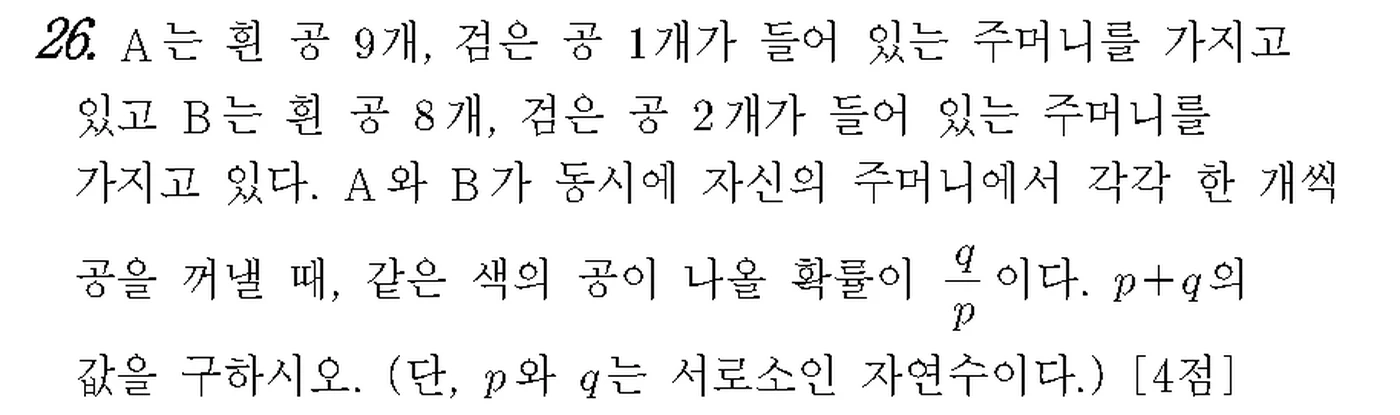 26. A는 흰 공 9개, 검은 공 1개가 들어 있는 주머니를 가지고
있고 B는 흰 공 8개, 검은 공 2개가 들어 있는 주머니를
가지고 있다. A와 B가 동시에 자신의 주머니에서 각각 한 개씩
공을 꺼낼 때, 같은 색의 공이 나올 확률이 q/p 이다. p+q의
값을 구하시오. (단, p와 q는 서로소인 자연수이다.) [4점]